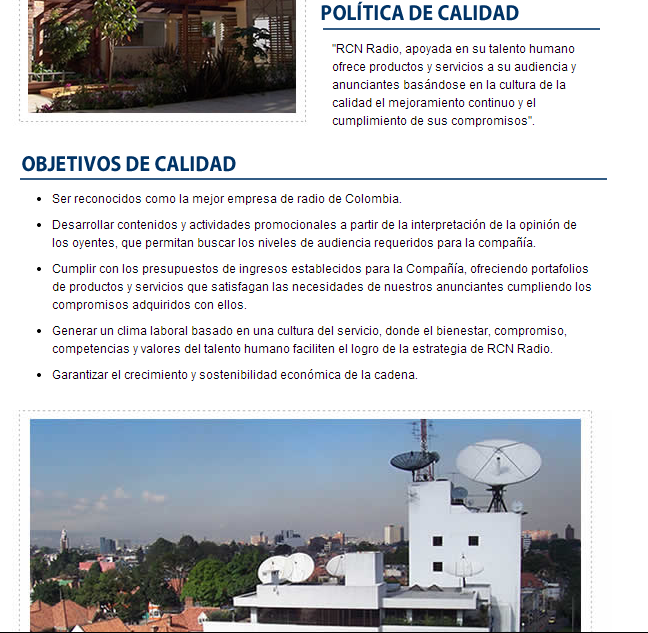 POLÍTICA DE CALIDAD
"RCN Radio, apoyada en su talento humano
ofrece productos y servicios a su audiencia y
anunciantes basándose en la cultura de la
calidad el mejoramiento continuo y el
cumplimiento de sus compromisos".
OBJETIVOS DE CALIDAD
• Ser reconocidos como la mejor empresa de radio de Colombia.
• Desarrollar contenidos y actividades promocionales a partir de la interpretación de la opinión de
los oyentes, que permitan buscar los niveles de audiencia requeridos para la compañía.
• Cumplir con los presupuestos de ingresos establecidos para la Compañía, ofreciendo portafolios
de productos y servicios que satisfagan las necesidades de nuestros anunciantes cumpliendo los
compromisos adquiridos con ellos.
• Generar un clima laboral basado en una cultura del servicio, donde el bienestar, compromiso,
competencias y valores del talento humano faciliten el logro de la estrategia de RCN Radio.
• Garantizar el crecimiento y sostenibilidad económica de la cadena.